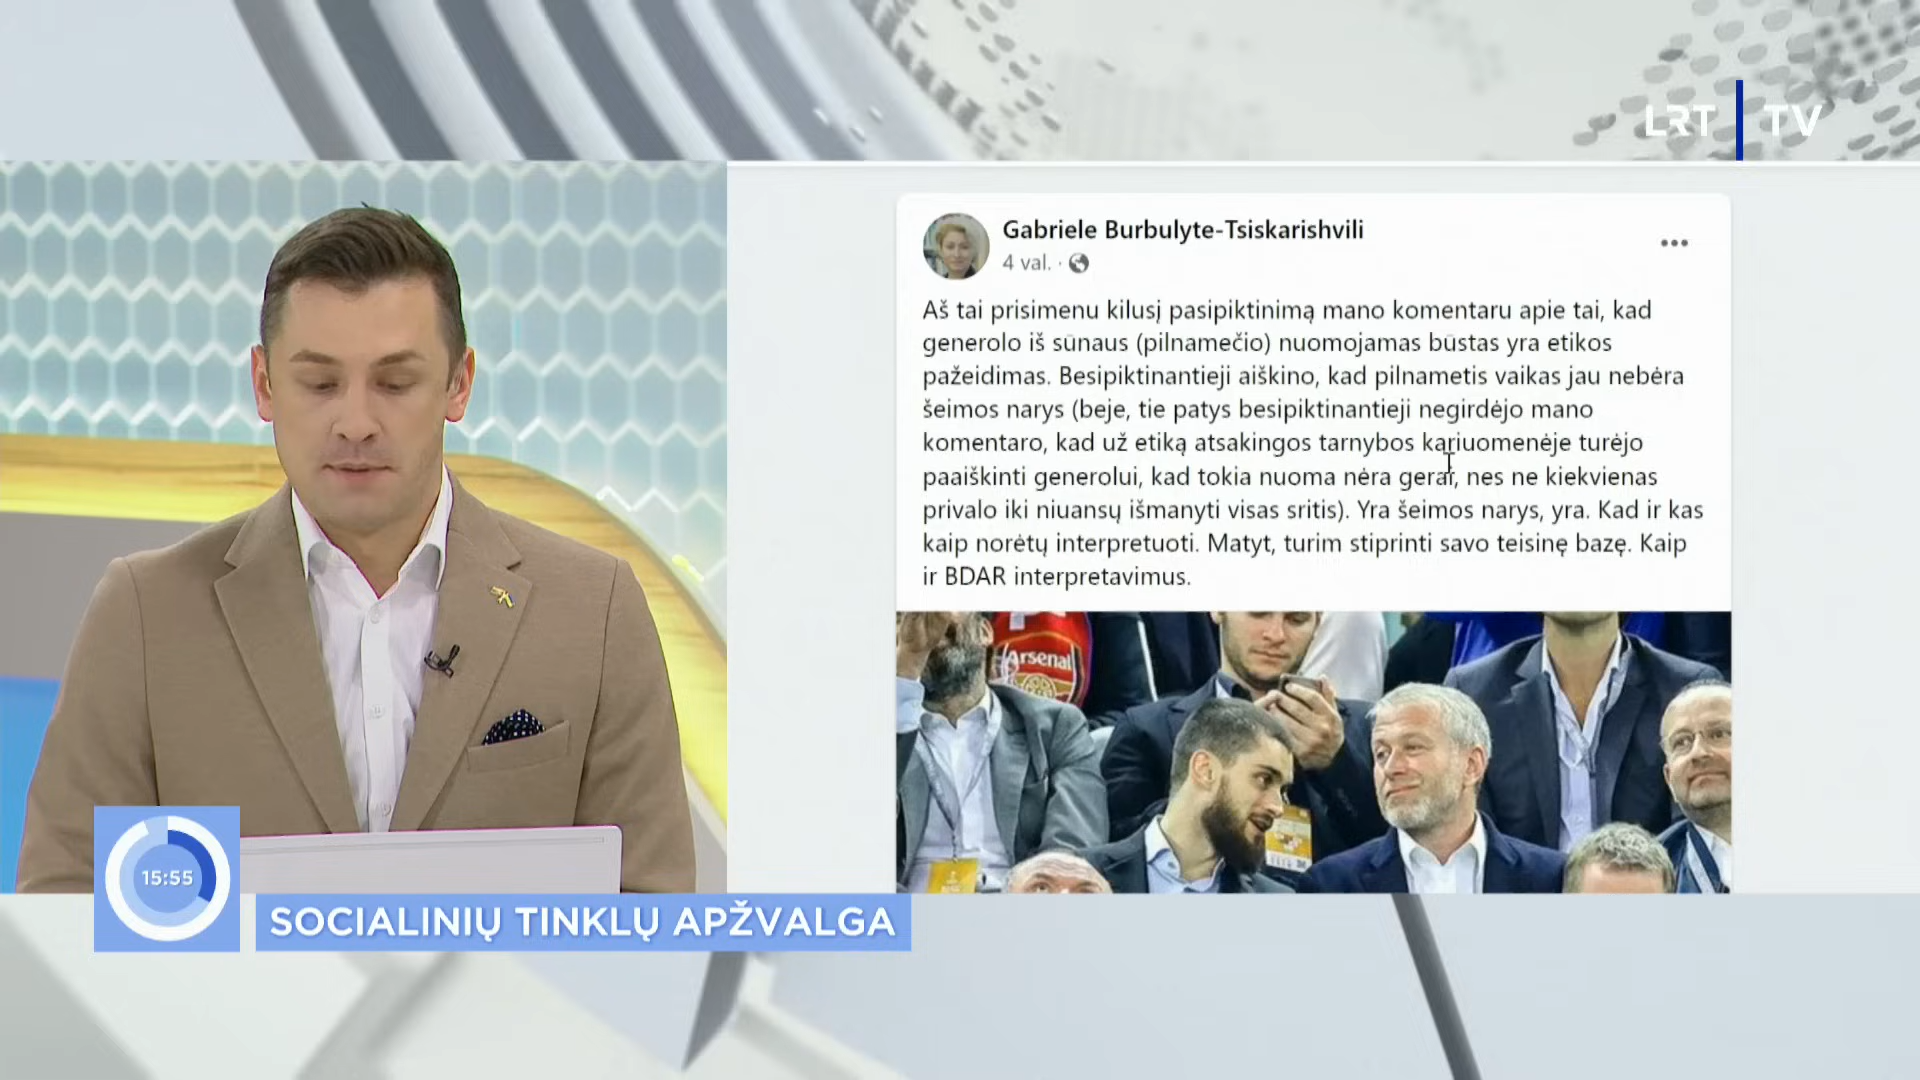 LRT TV
Gabriele Burbulyte-Tsiskarishvili
4 val. ·
Aš tai prisimenu kilusį pasipiktinimą mano komentaru apie tai, kad
generolo iš sūnaus (pilnamečio) nuomojamas būstas yra etikos
pažeidimas. Besipiktinantieji aiškino, kad pilnametis vaikas jau nebėra
šeimos narys (beje, tie patys besipiktinantieji negirdėjo mano
komentaro, kad už etiką atsakingos tarnybos kariuomenėje turėjo
paaiškinti generolui, kad tokia nuoma nėra gerai, nes ne kiekvienas
privalo iki niuansų išmanyti visas sritis). Yra šeimos narys, yra. Kad ir kas
kaip norėtų interpretuoti. Matyt, turim stiprinti savo teisinę bazę. Kaip
ir BDAR interpretavimus.
Arsenal
15:55
SOCIALINIŲ TINKLŲ APŽVALGA